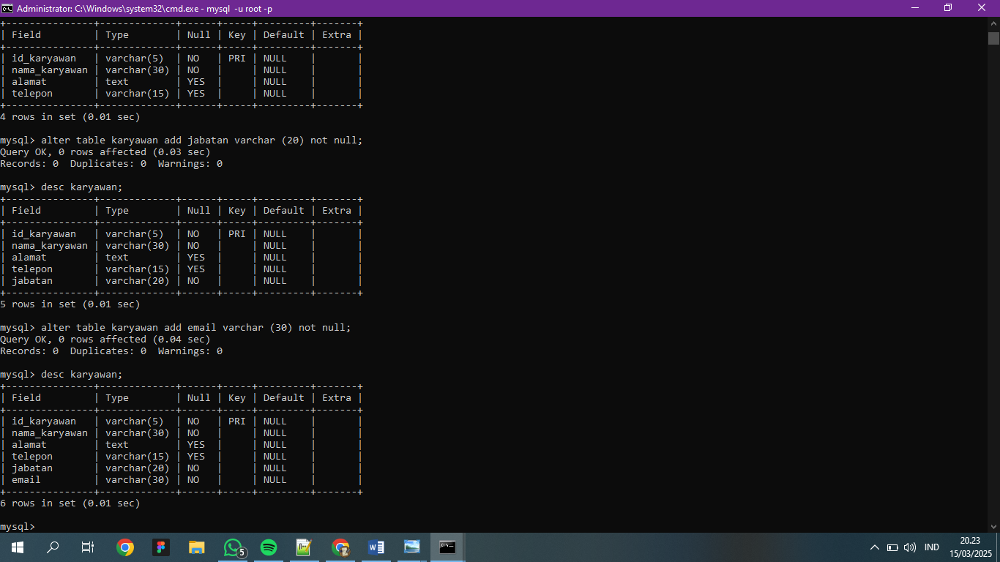 Administrator: C:\Windows\system32\cmd.exe - mysql  -u root -p
+---------------+-------------+------+-----+---------+-------+
| Field         | Type        | Null | Key | Default | Extra |
+---------------+-------------+------+-----+---------+-------+
| id_karyawan   | varchar(5)  | NO   | PRI | NULL    |       |
| nama_karyawan | varchar(30) | NO   |     | NULL    |       |
| alamat        | text        | YES  |     | NULL    |       |
| telepon       | varchar(15) | YES  |     | NULL    |       |
+---------------+-------------+------+-----+---------+-------+
4 rows in set (0.01 sec)

mysql> alter table karyawan add jabatan varchar (20) not null;
Query OK, 0 rows affected (0.03 sec)
Records: 0  Duplicates: 0  Warnings: 0

mysql> desc karyawan;
+---------------+-------------+------+-----+---------+-------+
| Field         | Type        | Null | Key | Default | Extra |
+---------------+-------------+------+-----+---------+-------+
| id_karyawan   | varchar(5)  | NO   | PRI | NULL    |       |
| nama_karyawan | varchar(30) | NO   |     | NULL    |       |
| alamat        | text        | YES  |     | NULL    |       |
| telepon       | varchar(15) | YES  |     | NULL    |       |
| jabatan       | varchar(20) | NO   |     | NULL    |       |
+---------------+-------------+------+-----+---------+-------+
5 rows in set (0.01 sec)

mysql> alter table karyawan add email varchar (30) not null;
Query OK, 0 rows affected (0.04 sec)
Records: 0  Duplicates: 0  Warnings: 0

mysql> desc karyawan;
+---------------+-------------+------+-----+---------+-------+
| Field         | Type        | Null | Key | Default | Extra |
+---------------+-------------+------+-----+---------+-------+
| id_karyawan   | varchar(5)  | NO   | PRI | NULL    |       |
| nama_karyawan | varchar(30) | NO   |     | NULL    |       |
| alamat        | text        | YES  |     | NULL    |       |
| telepon       | varchar(15) | YES  |     | NULL    |       |
| jabatan       | varchar(20) | NO   |     | NULL    |       |
| email         | varchar(30) | NO   |     | NULL    |       |
+---------------+-------------+------+-----+---------+-------+
6 rows in set (0.01 sec)

mysql>
5
IND
20.23
15/03/2025